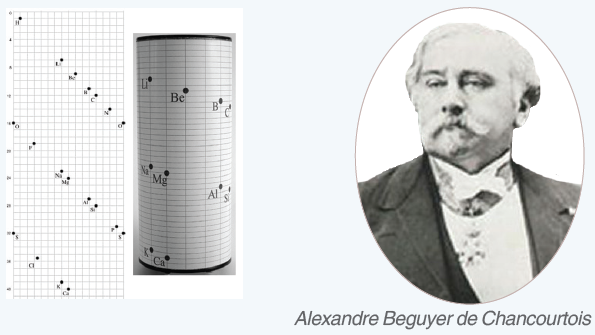 H
Li
Be
B
C
N
O O
F
Na
Mg
Al
Si
P
S S
Cl
K
Ca
Li
Be
B C
Na Mg
Al Si
K Ca
Alexandre Beguyer de Chancourtois